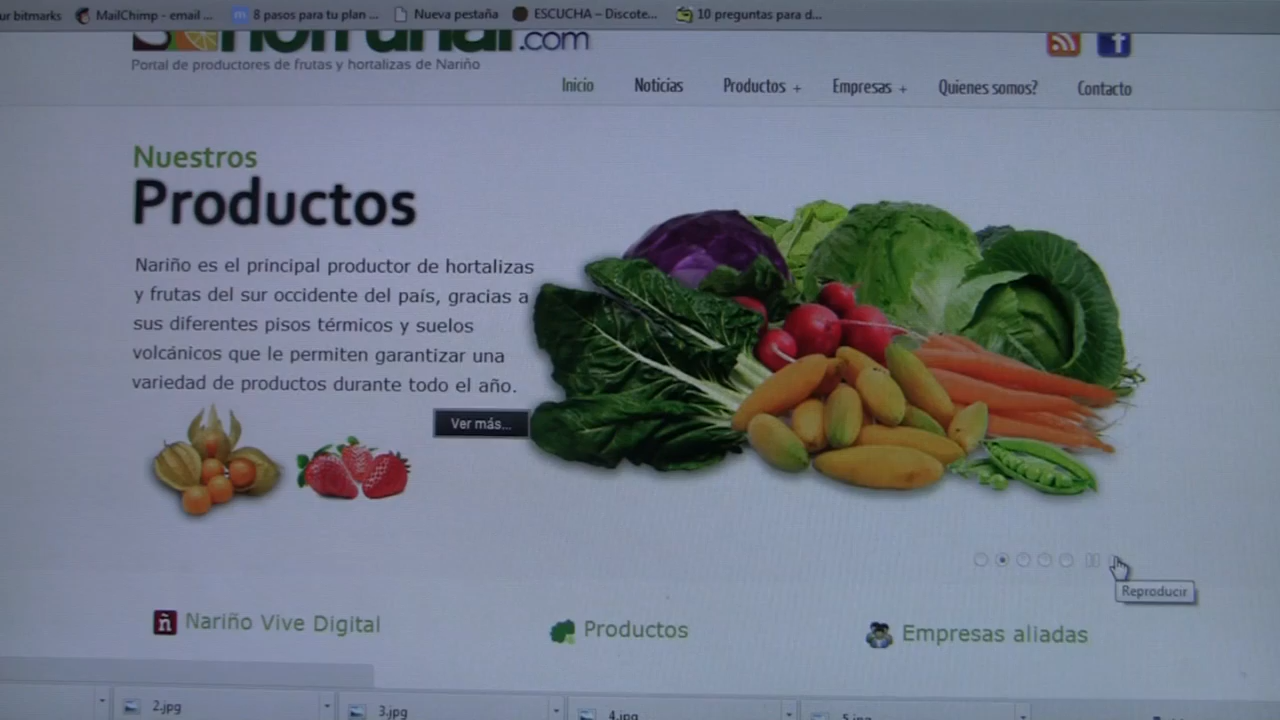 ur bitmarks
MailChimp - email ...
8 pasos para tu plan ...
Nueva pestaña
ESCUCHA – Discote...
10 preguntas para d...
.com
Portal de productores de frutas y hortalizas de Nariño
Inicio
Noticias
Productos +
Empresas +
Quienes somos?
Contacto
Nuestros
Productos
Nariño es el principal productor de hortalizas
y frutas del sur occidente del país, gracias a
sus diferentes pisos térmicos y suelos
volcánicos que le permiten garantizar una
variedad de productos durante todo el año.
Ver más...
Reproducir
ñ Nariño Vive Digital
Productos
Empresas aliadas
2.jpg
3.jpg
4.jpg
5.jpg